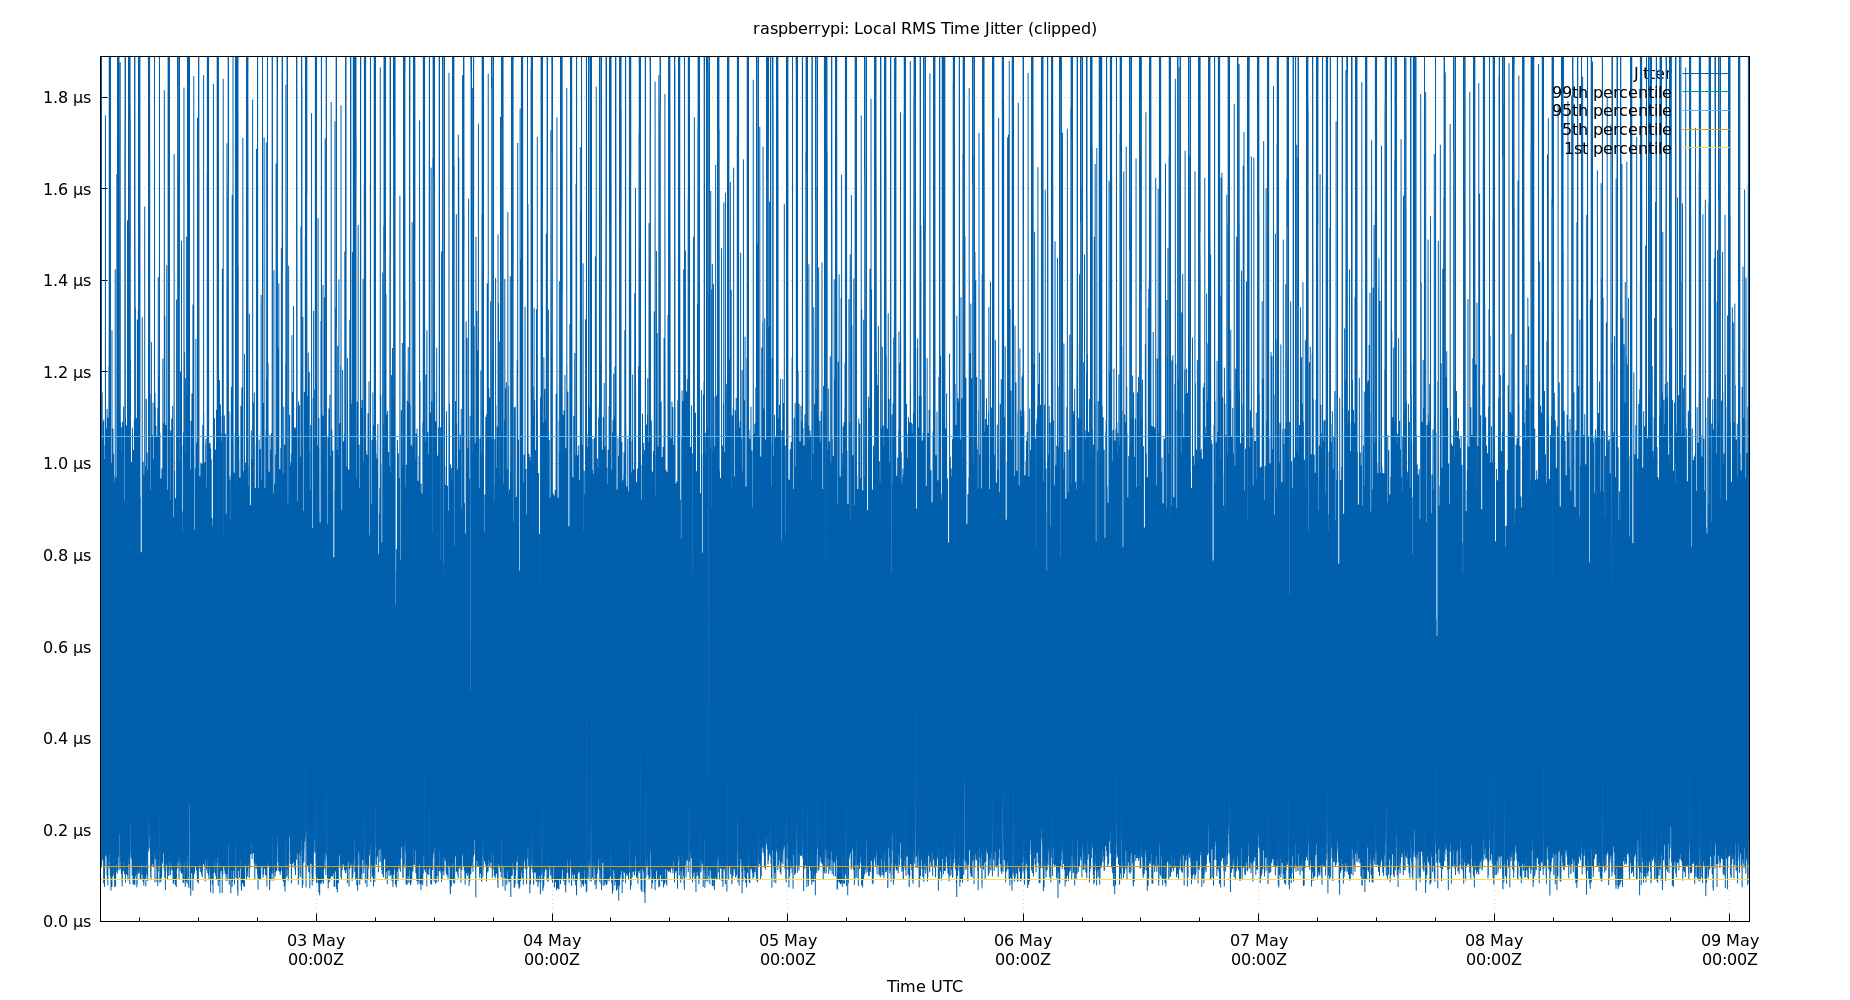 raspberrypi: Local RMS Time Jitter (clipped)
Jitter
99th percentile
95th percentile
5th percentile
1st percentile
1.8 µs
1.6 µs
1.4 µs
1.2 µs
1.0 µs
0.8 µs
0.6 µs
0.4 µs
0.2 µs
0.0 µs
03 May 04 May 05 May 06 May 07 May 08 May 09 May
00:00Z 00:00Z 00:00Z 00:00Z 00:00Z 00:00Z 00:00Z
Time UTC